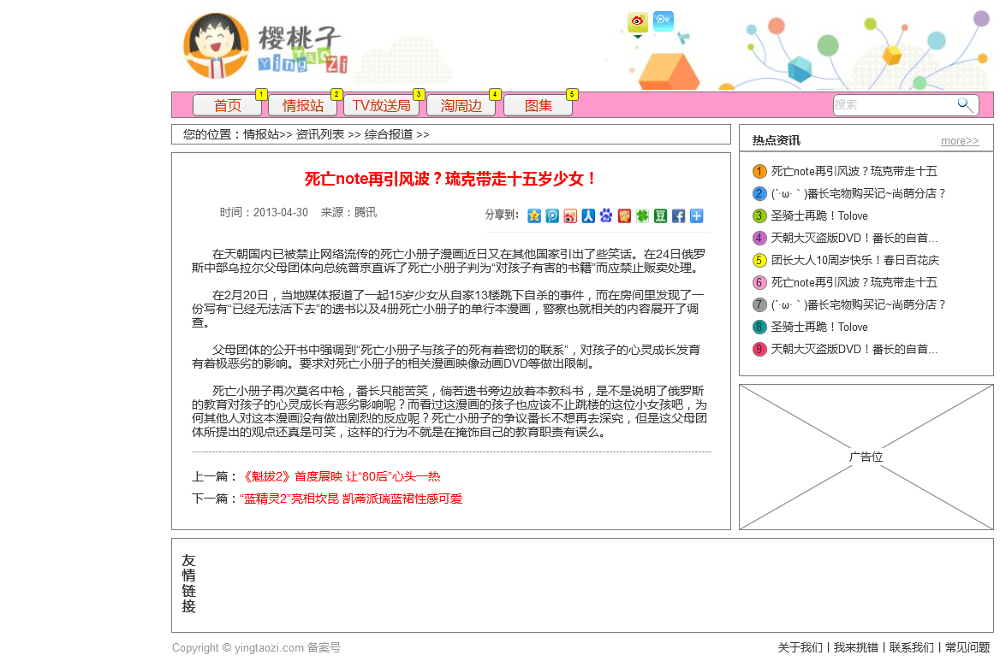 樱桃子
YingTaoZi
首页 1
情报站 2
TV放送局 3
淘周边 4
图集 5
搜索
您的位置：情报站>> 资讯列表 >> 综合报道 >>
死亡note再引风波？琉克带走十五岁少女！
时间：2013-04-30 来源：腾讯
分享到：
在天朝国内已被禁止网络流传的死亡小册子漫画近日又在其他国家引出了些笑话。在24日俄罗
斯中部乌拉尔父母团体向总统普京直诉了死亡小册子判为“对孩子有害的书籍”而应禁止贩卖处理。
在2月20日，当地媒体报道了一起15岁少女从自家13楼跳下自杀的事件，而在房间里发现了一
份写有“已经无法活下去”的遗书以及4册死亡小册子的单行本漫画，警察也就相关的内容展开了调
查。
父母团体的公开书中强调到“死亡小册子与孩子的死有着密切的联系”，对孩子的心灵成长发育
有着极恶劣的影响。要求对死亡小册子的相关漫画映像动画DVD等做出限制。
死亡小册子再次莫名中枪，番长只能苦笑，倘若遗书旁边放着本教科书，是不是说明了俄罗斯
的教育对孩子的心灵成长有恶劣影响呢？而看过这漫画的孩子也应该不止跳楼的这位小女孩吧，为
何其他人对这本漫画没有做出剧烈的反应呢？死亡小册子的争议番长不想再去深究，但是这父母团
体所提出的观点还真是可笑，这样的行为不就是在掩饰自己的教育职责有误么。
上一篇：《魁拔2》首度展映 让“80后”心头一热
下一篇：“蓝精灵2”亮相坎昆 凯蒂派瑞蓝裙性感可爱
热点资讯 more>>
1 死亡note再引风波？琉克带走十五
2 (´·ω·｀)番长宅物购买记~尚萌分店？
3 圣骑士再跪！Tolove
4 天朝大灭盗版DVD！番长的自首...
5 团长大人10周岁快乐！春日百花庆
6 死亡note再引风波？琉克带走十五
7 (´·ω·｀)番长宅物购买记~尚萌分店？
8 圣骑士再跪！Tolove
9 天朝大灭盗版DVD！番长的自首...
广告位
友
情
链
接
Copyright © yingtaozi.com 备案号
关于我们丨我来挑错丨联系我们丨常见问题